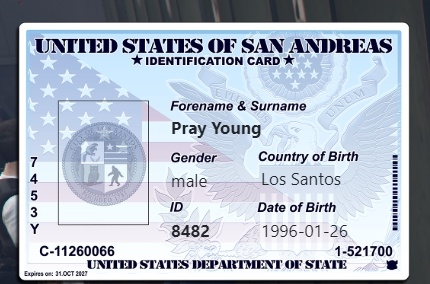 UNITED STATES OF SAN ANDREAS
★ IDENTIFICATION CARD ★
Forename & Surname
Pray Young
Gender
Country of Birth
male
Los Santos
ID
Date of Birth
8482
1996-01-26
7
4
5
3
Y
C-11260066
1-521700
UNITED STATES DEPARTMENT OF STATE
Expires on: 31.OCT 2027